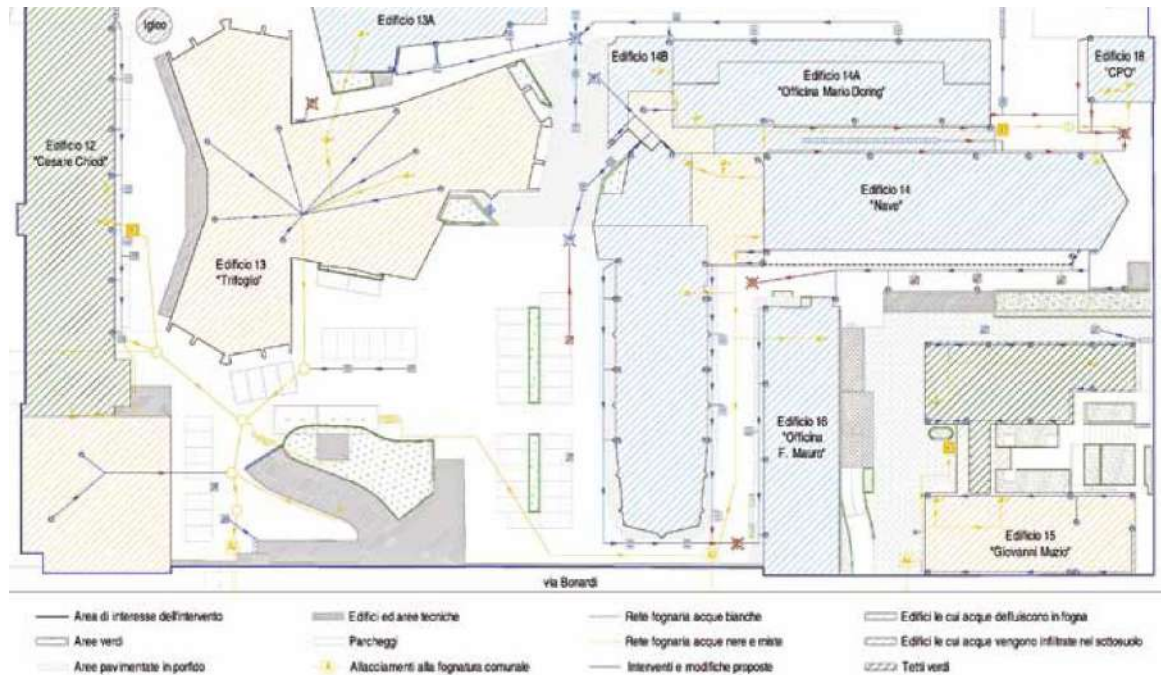 Igloo
Edificio 13A
Edificio 14B
Edificio 14A
"Officina Mario Doring"
Edificio 18
"CPO"
Edificio 12
"Cesare Chiodi"
Edificio 14
"Nave"
Edificio 13
"Trifoglio"
Edificio 16
"Officina
F. Mauro"
Edificio 15
"Giovanni Muzio"
via Bonardi
Area di interesse dell'intervento
Edifici ed aree tecniche
Rete fognaria acque bianche
Edifici le cui acque defluiscono in fogna
Aree verdi
Parcheggi
Rete fognaria acque nere e miste
Edifici le cui acque vengono infiltrate nel sottosuolo
Aree pavimentate in porfido
A
Allacciamenti alla fognatura comunale
Interventi e modifiche proposte
Tetti verdi